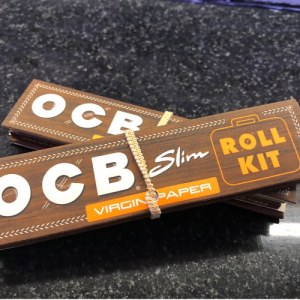 OCB
OCB Slim
VIRGIN PAPER
ROLL
KIT